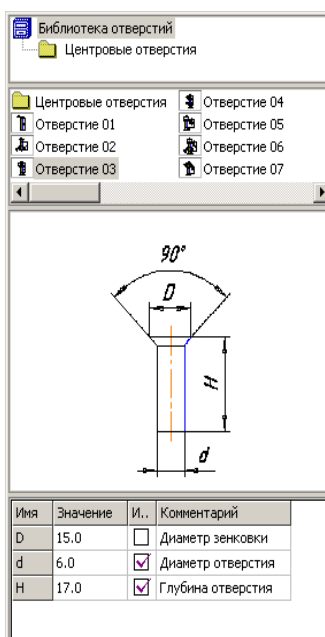 Библиотека отверстий
Центровые отверстия
Центровые отверстия Отверстие 04
Отверстие 01 Отверстие 05
Отверстие 02 Отверстие 06
Отверстие 03 Отверстие 07
90°
D
H
d
Имя Значение И.. Комментарий
D 15.0 Диаметр зенковки
d 6.0 Диаметр отверстия
H 17.0 Глубина отверстия